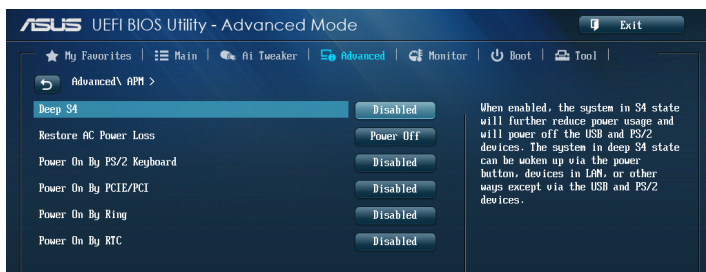 ASUS UEFI BIOS Utility - Advanced Mode
Exit
My Favorites | Main | Ai Tweaker | Advanced | Monitor | Boot | Tool |
Advanced\ APM >
Deep S4 Disabled
Restore AC Power Loss Power Off
Power On By PS/2 Keyboard Disabled
Power On By PCIE/PCI Disabled
Power On By Ring Disabled
Power On By RTC Disabled
When enabled, the system in S4 state
will further reduce power usage and
will power off the USB and PS/2
devices. The system in deep S4 state
can be woken up via the power
button, devices in LAN, or other
ways except via the USB and PS/2
devices.